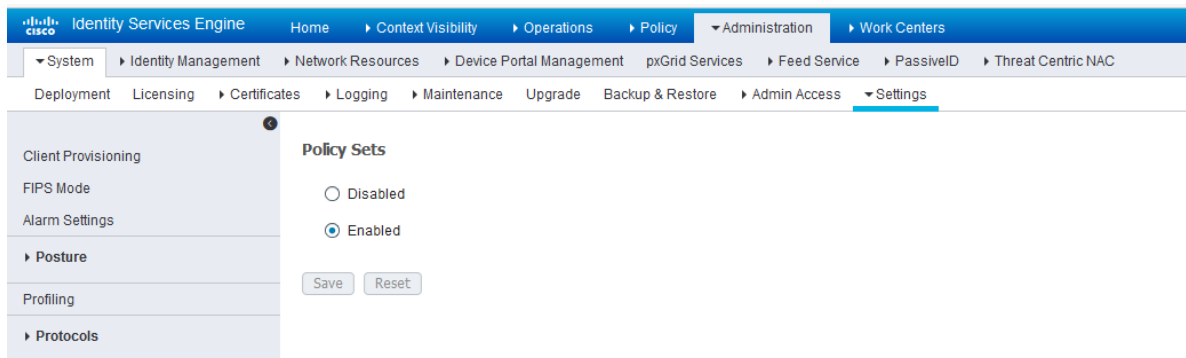 cisco Identity Services Engine Home Context Visibility Operations Policy Administration Work Centers
System Identity Management Network Resources Device Portal Management pxGrid Services Feed Service PassiveID Threat Centric NAC
Deployment Licensing Certificates Logging Maintenance Upgrade Backup & Restore Admin Access Settings
Client Provisioning
FIPS Mode
Alarm Settings
Posture
Profiling
Protocols
Policy Sets
Disabled
Enabled
Save Reset